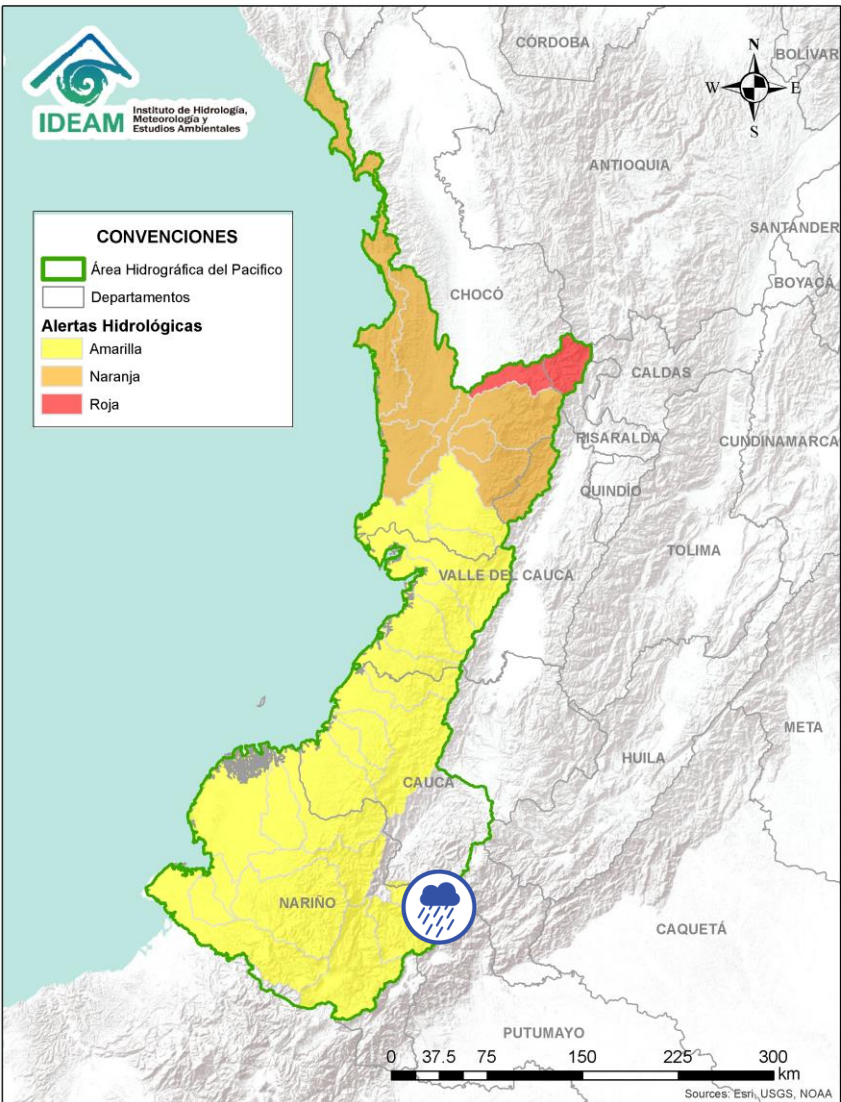 IDEAM
Instituto de Hidrología,
Meteorología y
Estudios Ambientales
N
W
E
S
CONVENCIONES
Área Hidrográfica del Pacifico
Departamentos
Alertas Hidrológicas
Amarilla
Naranja
Roja
CÓRDOBA
BOLIVAR
ANTIOQUIA
SANTANDER
BOYACÁ
CHOCÓ
CALDAS
RISARALDA
CUNDINAMARCA
QUINDÍO
TOLIMA
VALLE DEL CAUCA
META
HUILA
CAUCA
NARIÑO
CAQUETÁ
PUTUMAYO
0 37.5 75 150 225 300
km
Sources: Esri, USGS, NOAA